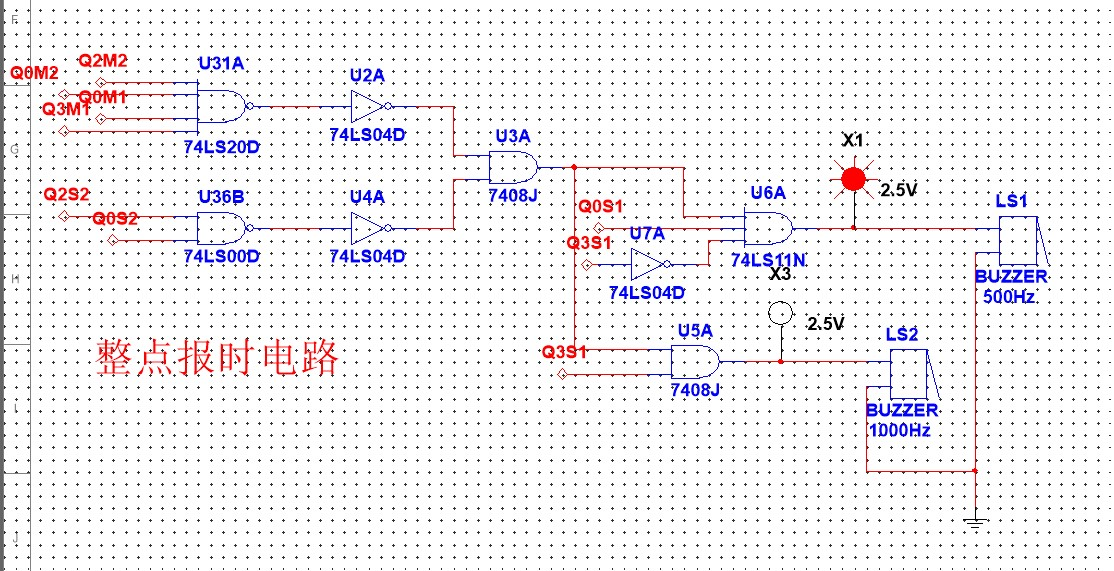 F
Q2M2
U31A
Q0M2
U2A
Q0M1
Q3M1
74LS20D
74LS04D
U3A
G
X1
7408J
2.5V
Q2S2
U36B
U4A
U6A
Q0S1
LS1
Q0S2
U7A
Q3S1
74LS00D
74LS04D
74LS11N
X3
H
BUZZER
74LS04D
500Hz
2.5V
U5A
LS2
整点报时电路
Q3S1
7408J
I
BUZZER
1000Hz
J